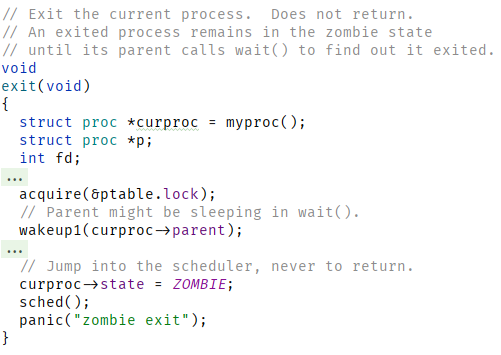 // Exit the current process.  Does not return.
// An exited process remains in the zombie state
// until its parent calls wait() to find out it exited.
void
exit(void)
{
  struct proc *curproc = myproc();
  struct proc *p;
  int fd;
...
  acquire(&ptable.lock);
  // Parent might be sleeping in wait().
  wakeup1(curproc->parent);
...
  // Jump into the scheduler, never to return.
  curproc->state = ZOMBIE;
  sched();
  panic("zombie exit");
}